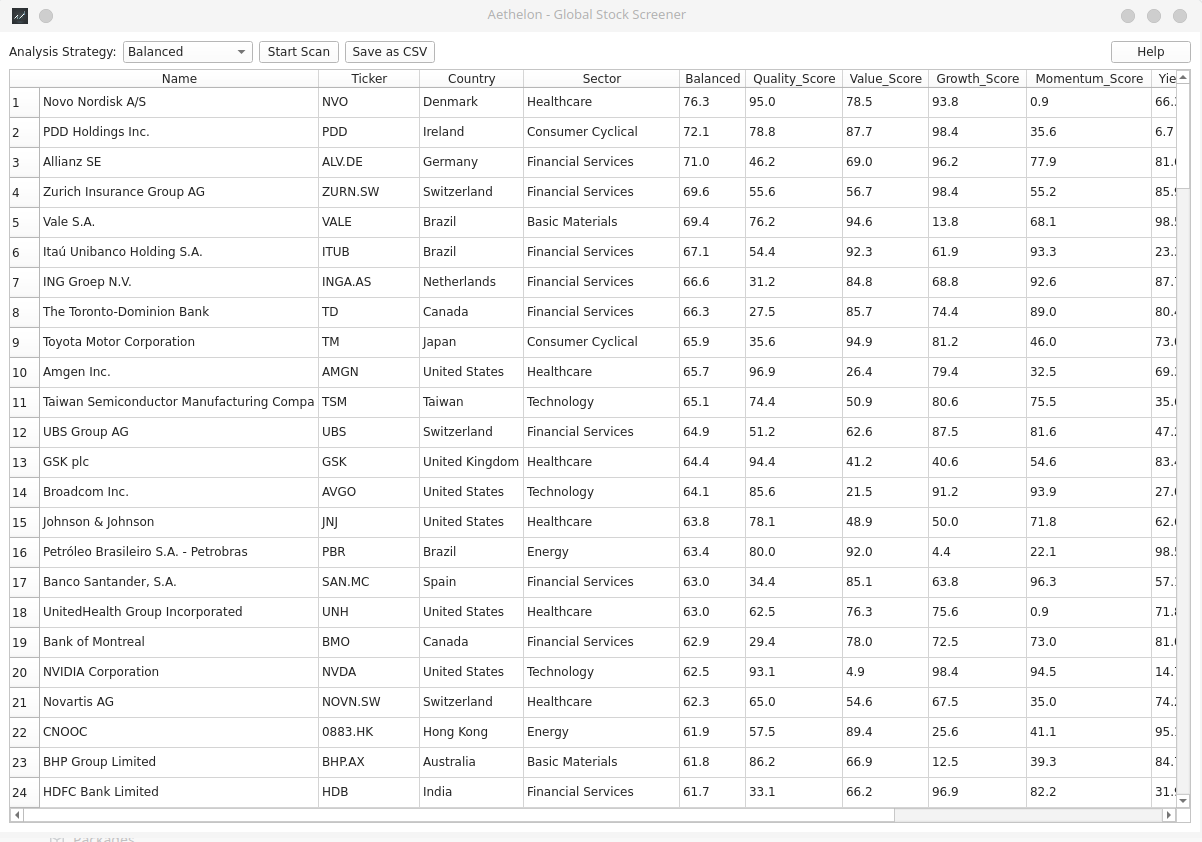 Aethelon - Global Stock Screener
Analysis Strategy: Balanced Start Scan Save as CSV Help
Name Ticker Country Sector Balanced Quality_Score Value_Score Growth_Score Momentum_Score Yie
1 Novo Nordisk A/S NVO Denmark Healthcare 76.3 95.0 78.5 93.8 0.9 66.
2 PDD Holdings Inc. PDD Ireland Consumer Cyclical 72.1 78.8 87.7 98.4 35.6 6.7
3 Allianz SE ALV.DE Germany Financial Services 71.0 46.2 69.0 96.2 77.9 81.
4 Zurich Insurance Group AG ZURN.SW Switzerland Financial Services 69.6 55.6 56.7 98.4 55.2 85.
5 Vale S.A. VALE Brazil Basic Materials 69.4 76.2 94.6 13.8 68.1 98.
6 Itaú Unibanco Holding S.A. ITUB Brazil Financial Services 67.1 54.4 92.3 61.9 93.3 23.
7 ING Groep N.V. INGA.AS Netherlands Financial Services 66.6 31.2 84.8 68.8 92.6 87.
8 The Toronto-Dominion Bank TD Canada Financial Services 66.3 27.5 85.7 74.4 89.0 80.
9 Toyota Motor Corporation TM Japan Consumer Cyclical 65.9 35.6 94.9 81.2 46.0 73.
10 Amgen Inc. AMGN United States Healthcare 65.7 96.9 26.4 79.4 32.5 69.
11 Taiwan Semiconductor Manufacturing Compa TSM Taiwan Technology 65.1 74.4 50.9 80.6 75.5 35.
12 UBS Group AG UBS Switzerland Financial Services 64.9 51.2 62.6 87.5 81.6 47.
13 GSK plc GSK United Kingdom Healthcare 64.4 94.4 41.2 40.6 54.6 83.
14 Broadcom Inc. AVGO United States Technology 64.1 85.6 21.5 91.2 93.9 27.
15 Johnson & Johnson JNJ United States Healthcare 63.8 78.1 48.9 50.0 71.8 62.
16 Petróleo Brasileiro S.A. - Petrobras PBR Brazil Energy 63.4 80.0 92.0 4.4 22.1 98.
17 Banco Santander, S.A. SAN.MC Spain Financial Services 63.0 34.4 85.1 63.8 96.3 57.
18 UnitedHealth Group Incorporated UNH United States Healthcare 63.0 62.5 76.3 75.6 0.9 71.
19 Bank of Montreal BMO Canada Financial Services 62.9 29.4 78.0 72.5 73.0 81.
20 NVIDIA Corporation NVDA United States Technology 62.5 93.1 4.9 98.4 94.5 14.
21 Novartis AG NOVN.SW Switzerland Healthcare 62.3 65.0 54.6 67.5 35.0 74.
22 CNOOC 0883.HK Hong Kong Energy 61.9 57.5 89.4 25.6 41.1 95.
23 BHP Group Limited BHP.AX Australia Basic Materials 61.8 86.2 66.9 12.5 39.3 84.
24 HDFC Bank Limited HDB India Financial Services 61.7 33.1 66.2 96.9 82.2 31.